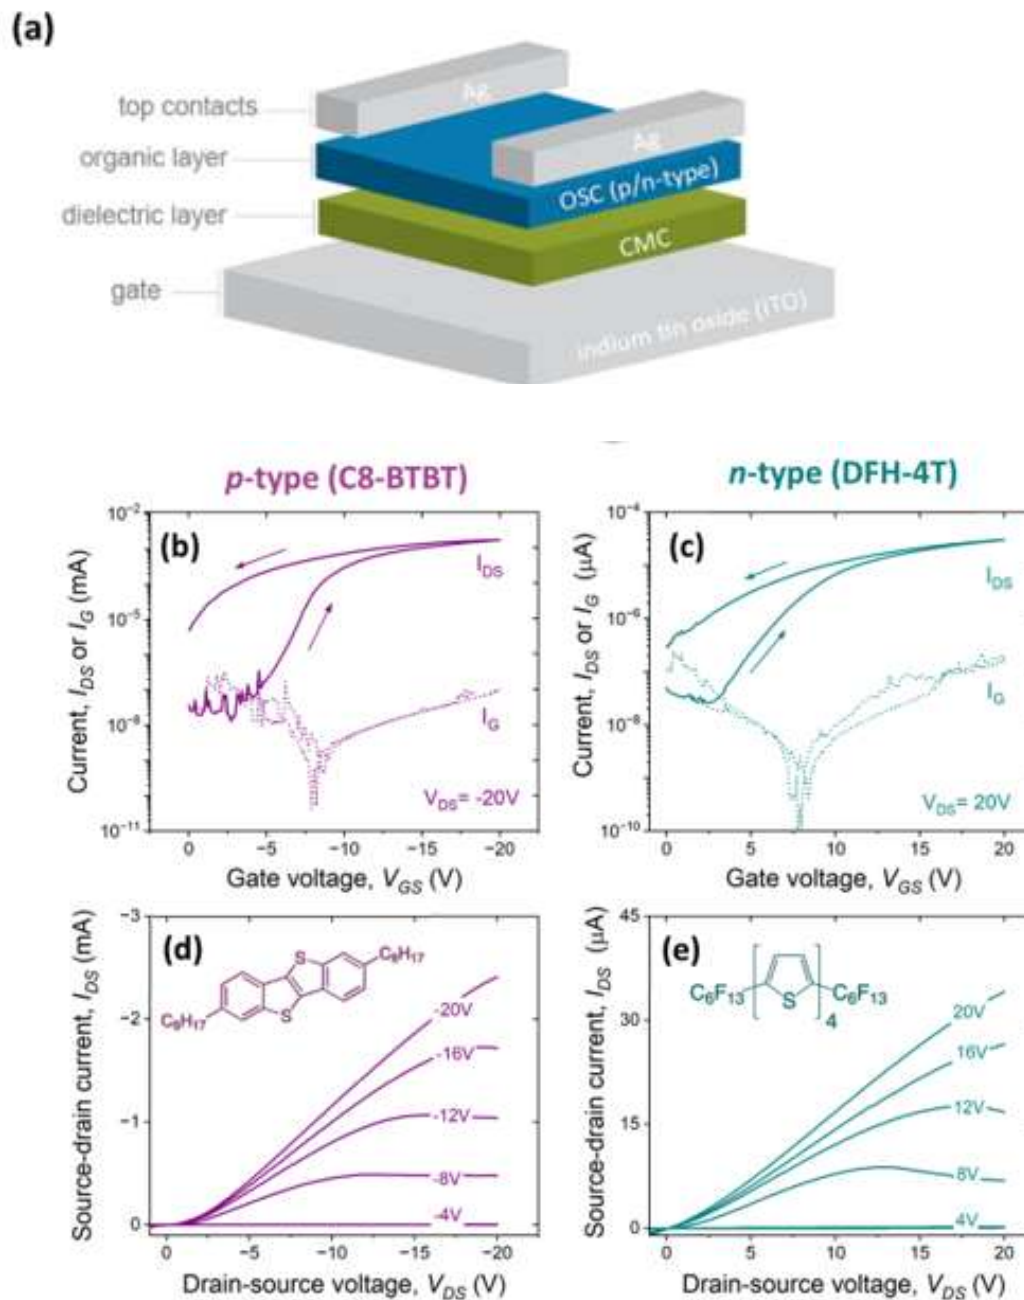 (a)
top contacts
organic layer
dielectric layer
gate
Ag
Ag
OSC (p/n-type)
CMC
indium tin oxide (ITO)
p-type (C8-BTBT)
n-type (DFH-4T)
(b)
10⁻²
10⁻⁵
10⁻⁸
10⁻¹¹
Current, I_DS or I_G (mA)
I_DS
I_G
V_DS= -20V
0 −5 −10 −15 −20
Gate voltage, V_GS (V)
(c)
10⁻⁴
10⁻⁶
10⁻⁸
10⁻¹⁰
Current, I_DS or I_G (μA)
I_DS
I_G
V_DS= 20V
0 5 10 15 20
Gate voltage, V_GS (V)
(d)
−3
−2
−1
0
Source-drain current, I_DS (mA)
C₈H₁₇
S
S
C₈H₁₇
-20V
-16V
-12V
-8V
-4V
0 −5 −10 −15 −20
Drain-source voltage, V_DS (V)
(e)
45
30
15
0
Source-drain current, I_DS (μA)
C₆F₁₃ [ S ]₄ C₆F₁₃
20V
16V
12V
8V
4V
0 5 10 15 20
Drain-source voltage, V_DS (V)